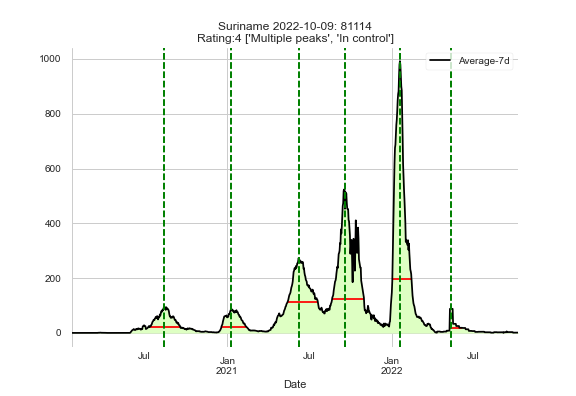 Suriname 2022-10-09: 81114
Rating:4 ['Multiple peaks', 'In control']
Average-7d
1000
800
600
400
200
0
Jul
Jan
2021
Jul
Jan
2022
Jul
Date